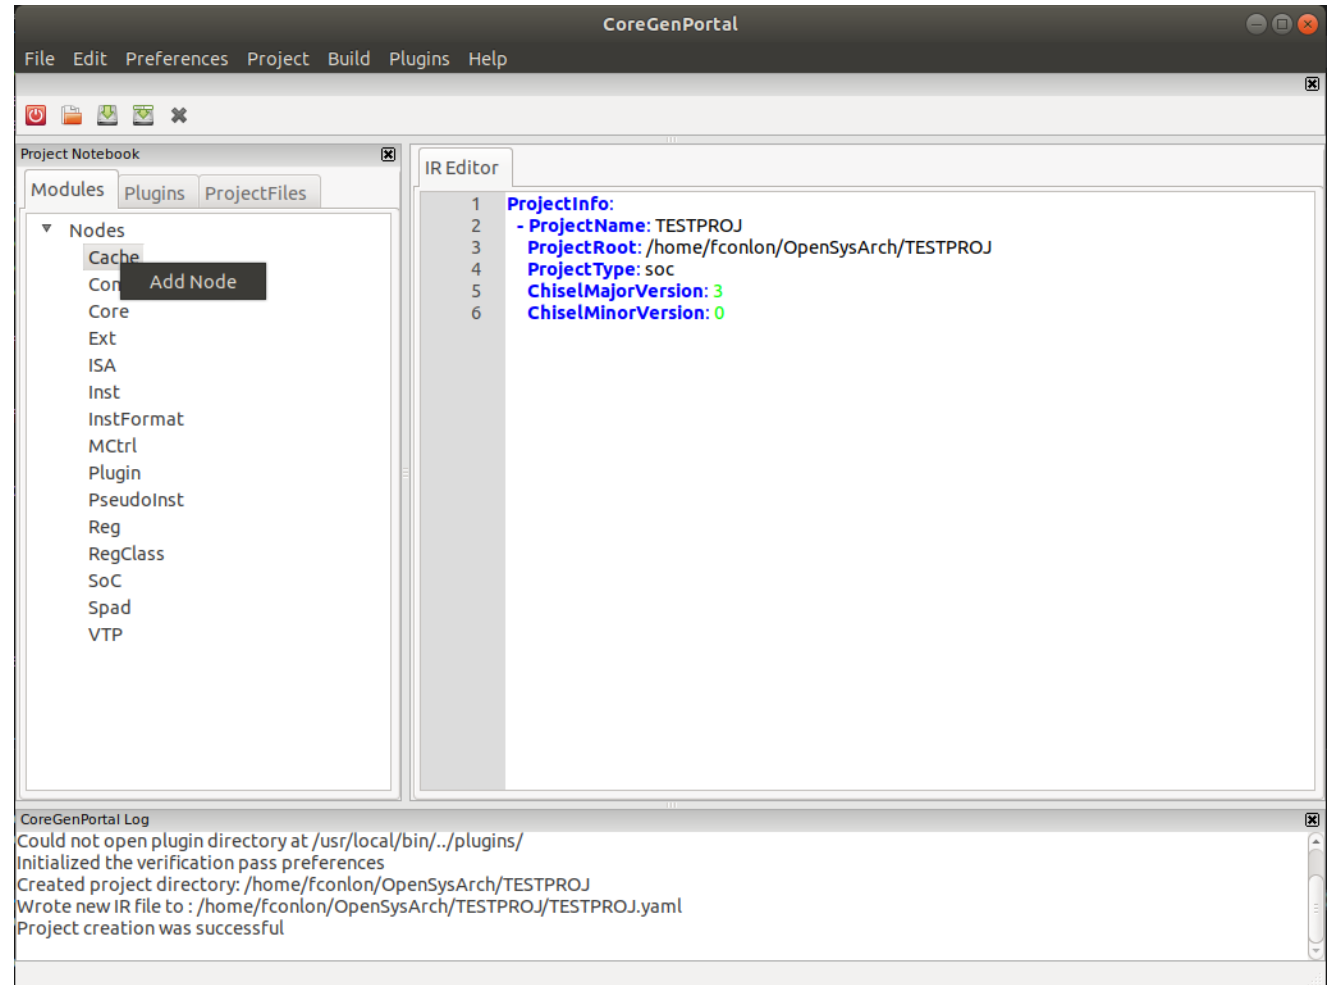 CoreGenPortal
File Edit Preferences Project Build Plugins Help
Project Notebook
Modules Plugins ProjectFiles
Nodes
Cache
Add Node
Core
Ext
ISA
Inst
InstFormat
MCtrl
Plugin
PseudoInst
Reg
RegClass
SoC
Spad
VTP
IR Editor
1 ProjectInfo:
2 - ProjectName: TESTPROJ
3 ProjectRoot: /home/fconlon/OpenSysArch/TESTPROJ
4 ProjectType: soc
5 ChiselMajorVersion: 3
6 ChiselMinorVersion: 0
CoreGenPortal Log
Could not open plugin directory at /usr/local/bin/../plugins/
Initialized the verification pass preferences
Created project directory: /home/fconlon/OpenSysArch/TESTPROJ
Wrote new IR file to : /home/fconlon/OpenSysArch/TESTPROJ/TESTPROJ.yaml
Project creation was successful